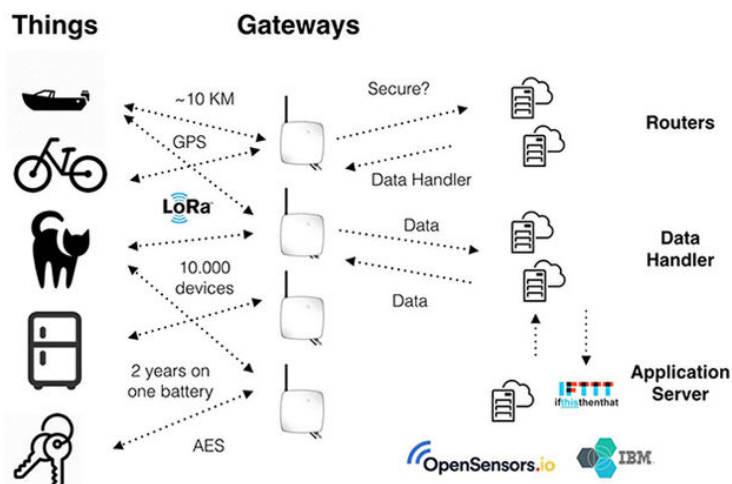 Things
Gateways
~10 KM
GPS
LoRa
10.000
devices
2 years on
one battery
AES
Secure?
Data Handler
Data
Data
Routers
Data
Handler
Application
Server
IFTTT
ifthisthenthat
OpenSensors.io
IBM